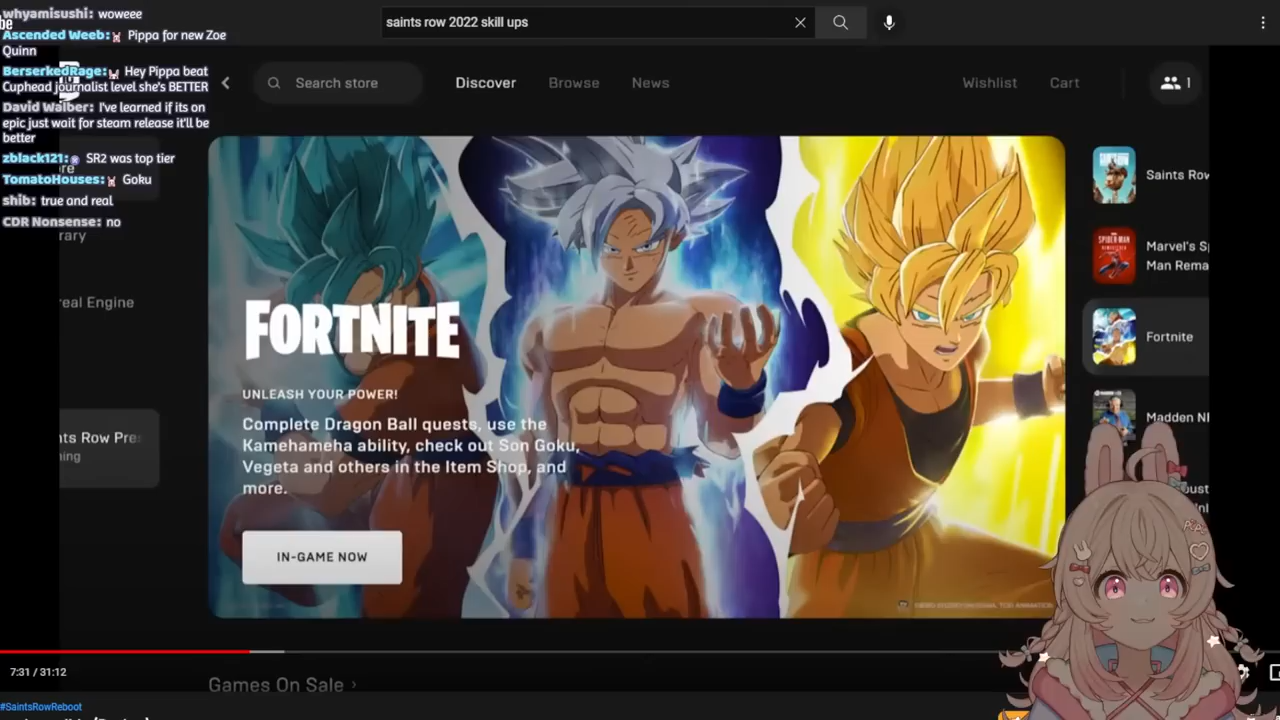 whyamisushi: woweee
Ascended Weeb: Pippa for new Zoe
Quinn
BerserkedRage: Hey Pippa beat
Cuphead journalist level she's BETTER
David Walber: I've learned if its on
epic just wait for steam release it'll be
better
zblack121: SR2 was top tier
TomatoHouses: Goku
shib: true and real
CDR Nonsense: no
be
saints row 2022 skill ups
Search store
Discover
Browse
News
Wishlist
Cart
1
re
rary
real Engine
nts Row Pre
ning
FORTNITE
UNLEASH YOUR POWER!
Complete Dragon Ball quests, use the
Kamehameha ability, check out Son Goku,
Vegeta and others in the Item Shop, and
more.
IN-GAME NOW
Saints Row
Marvel's Sp
Man Rema
Fortnite
Madden N
Games On Sale
7:31 / 31:12
#SaintsRowReboot